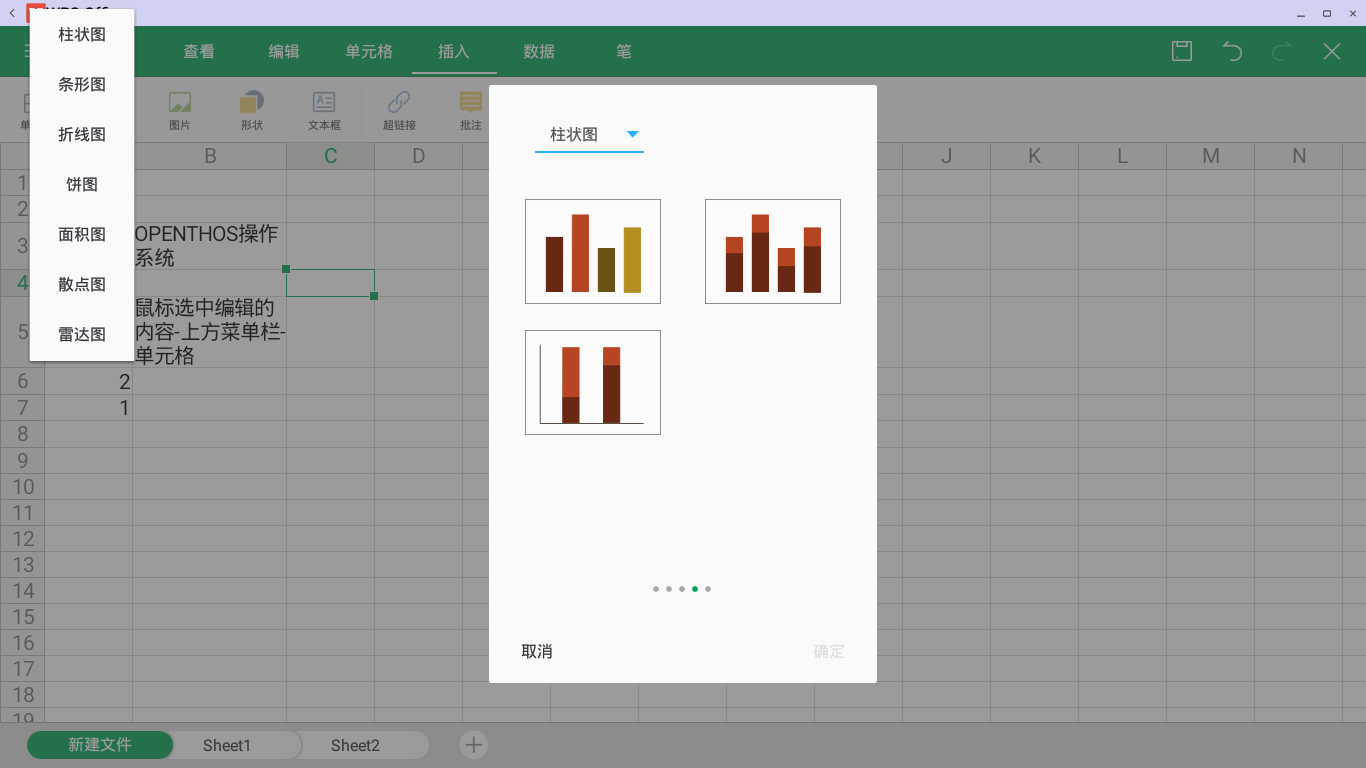 柱状图
条形图
折线图
饼图
面积图
散点图
雷达图
查看
编辑
单元格
插入
数据
笔
图片
形状
文本框
超链接
批注
柱状图
B
C
D
J
K
L
M
N
1
2
3
OPENTHOS操作
系统
4
5
鼠标选中编辑的
内容-上方菜单栏-
单元格
6
2
7
1
8
9
10
11
12
13
14
15
16
17
18
19
取消
确定
新建文件
Sheet1
Sheet2